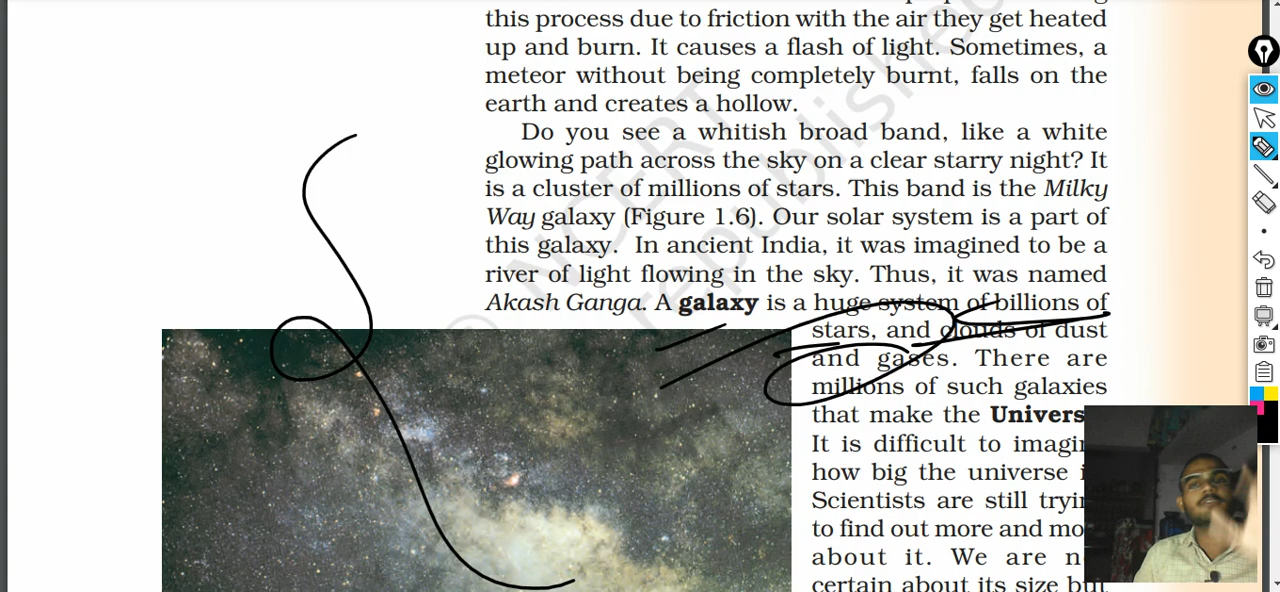 this process due to friction with the air they get heated
up and burn. It causes a flash of light. Sometimes, a
meteor without being completely burnt, falls on the
earth and creates a hollow.
Do you see a whitish broad band, like a white
glowing path across the sky on a clear starry night? It
is a cluster of millions of stars. This band is the Milky
Way galaxy (Figure 1.6). Our solar system is a part of
this galaxy. In ancient India, it was imagined to be a
river of light flowing in the sky. Thus, it was named
Akash Ganga. A galaxy is a huge system of billions of
stars, and clouds of dust
and gases. There are
millions of such galaxies
that make the Univers
It is difficult to imagin
how big the universe i
Scientists are still tryin
to find out more and mo
about it. We are n
certain about its size but
© NCERT
republished